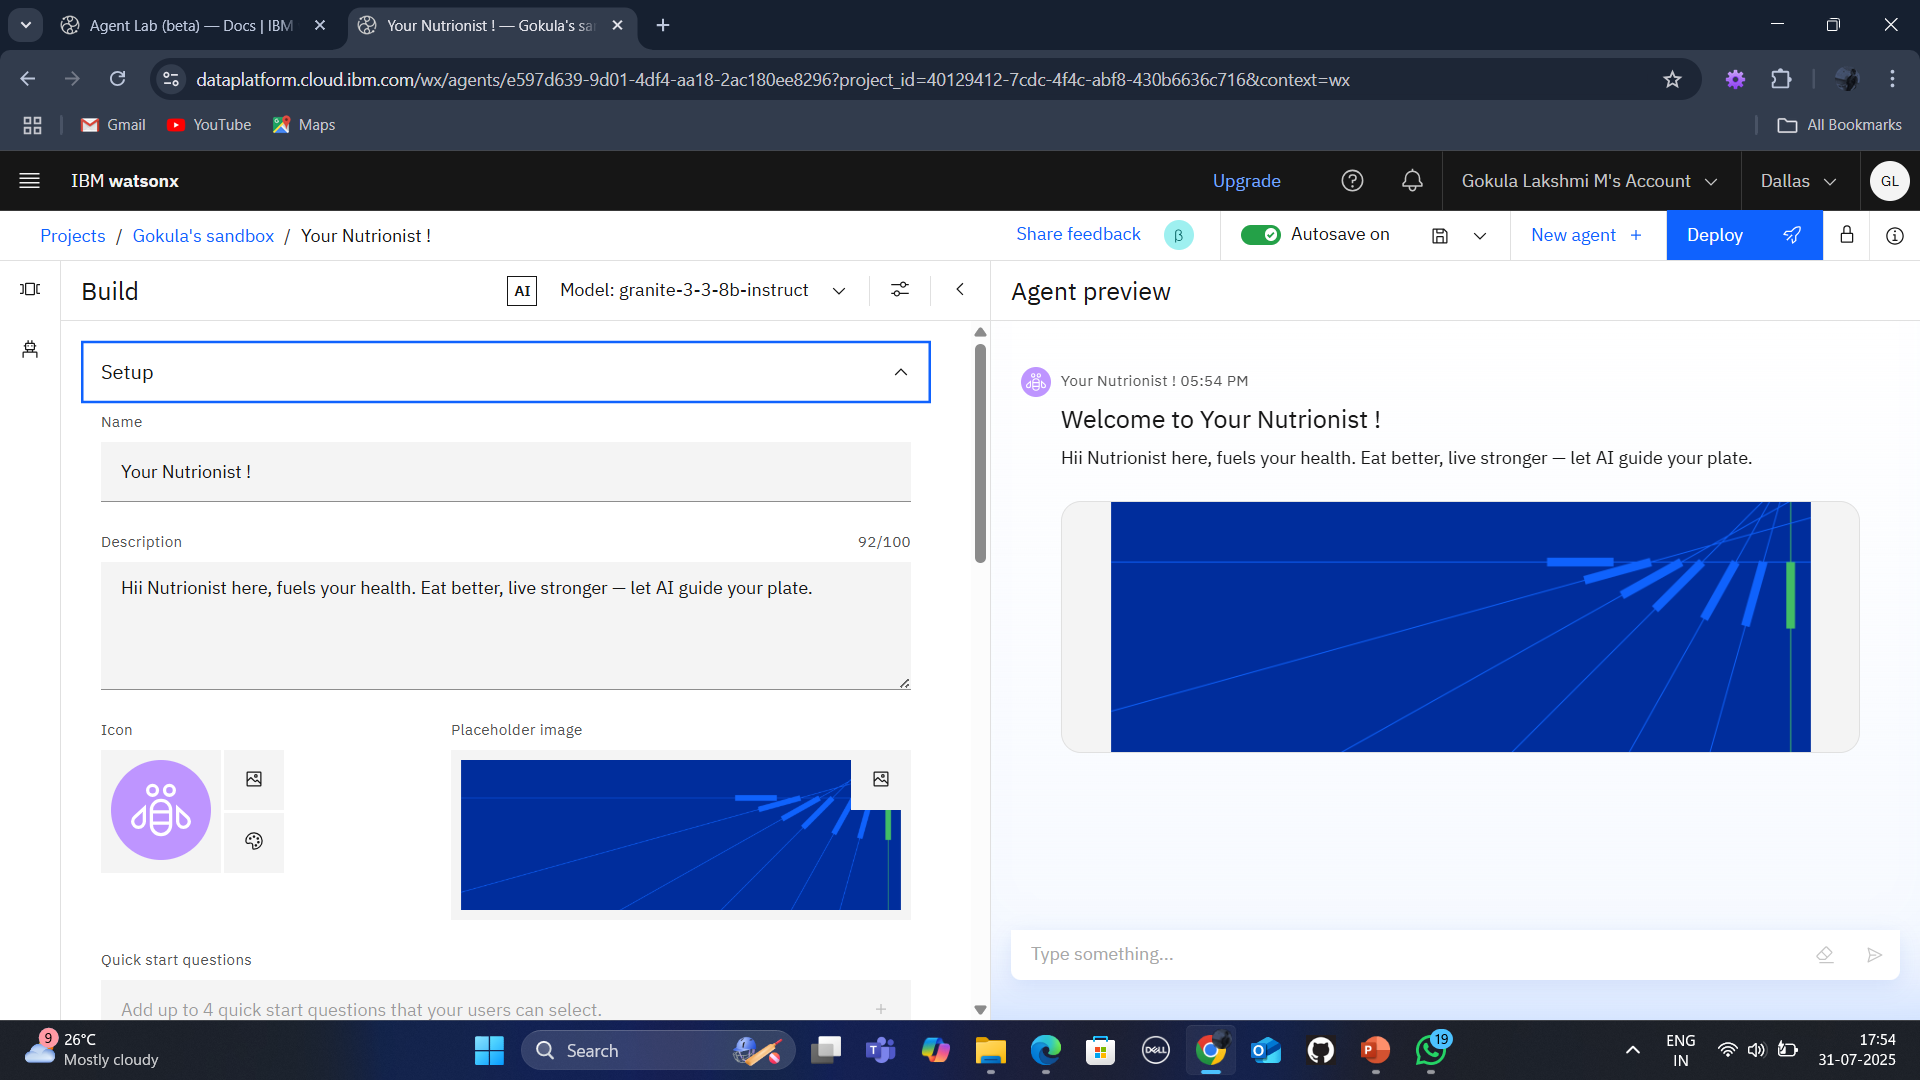 Agent Lab (beta) — Docs | IBM
Your Nutrionist ! — Gokula's sa
dataplatform.cloud.ibm.com/wx/agents/e597d639-9d01-4df4-aa18-2ac180ee8296?project_id=40129412-7cdc-4f4c-abf8-430b6636c716&context=wx
Gmail
YouTube
Maps
All Bookmarks
IBM watsonx
Upgrade
Gokula Lakshmi M's Account
Dallas
GL
Projects / Gokula's sandbox / Your Nutrionist !
Share feedback
β
Autosave on
New agent +
Deploy
Build
AI
Model: granite-3-3-8b-instruct
Agent preview
Setup
Name
Your Nutrionist !
Description
92/100
Hii Nutrionist here, fuels your health. Eat better, live stronger — let AI guide your plate.
Icon
Placeholder image
Quick start questions
Add up to 4 quick start questions that your users can select.
Your Nutrionist ! 05:54 PM
Welcome to Your Nutrionist !
Hii Nutrionist here, fuels your health. Eat better, live stronger — let AI guide your plate.
Type something...
9
26°C
Mostly cloudy
Search
DELL
19
ENG
IN
17:54
31-07-2025